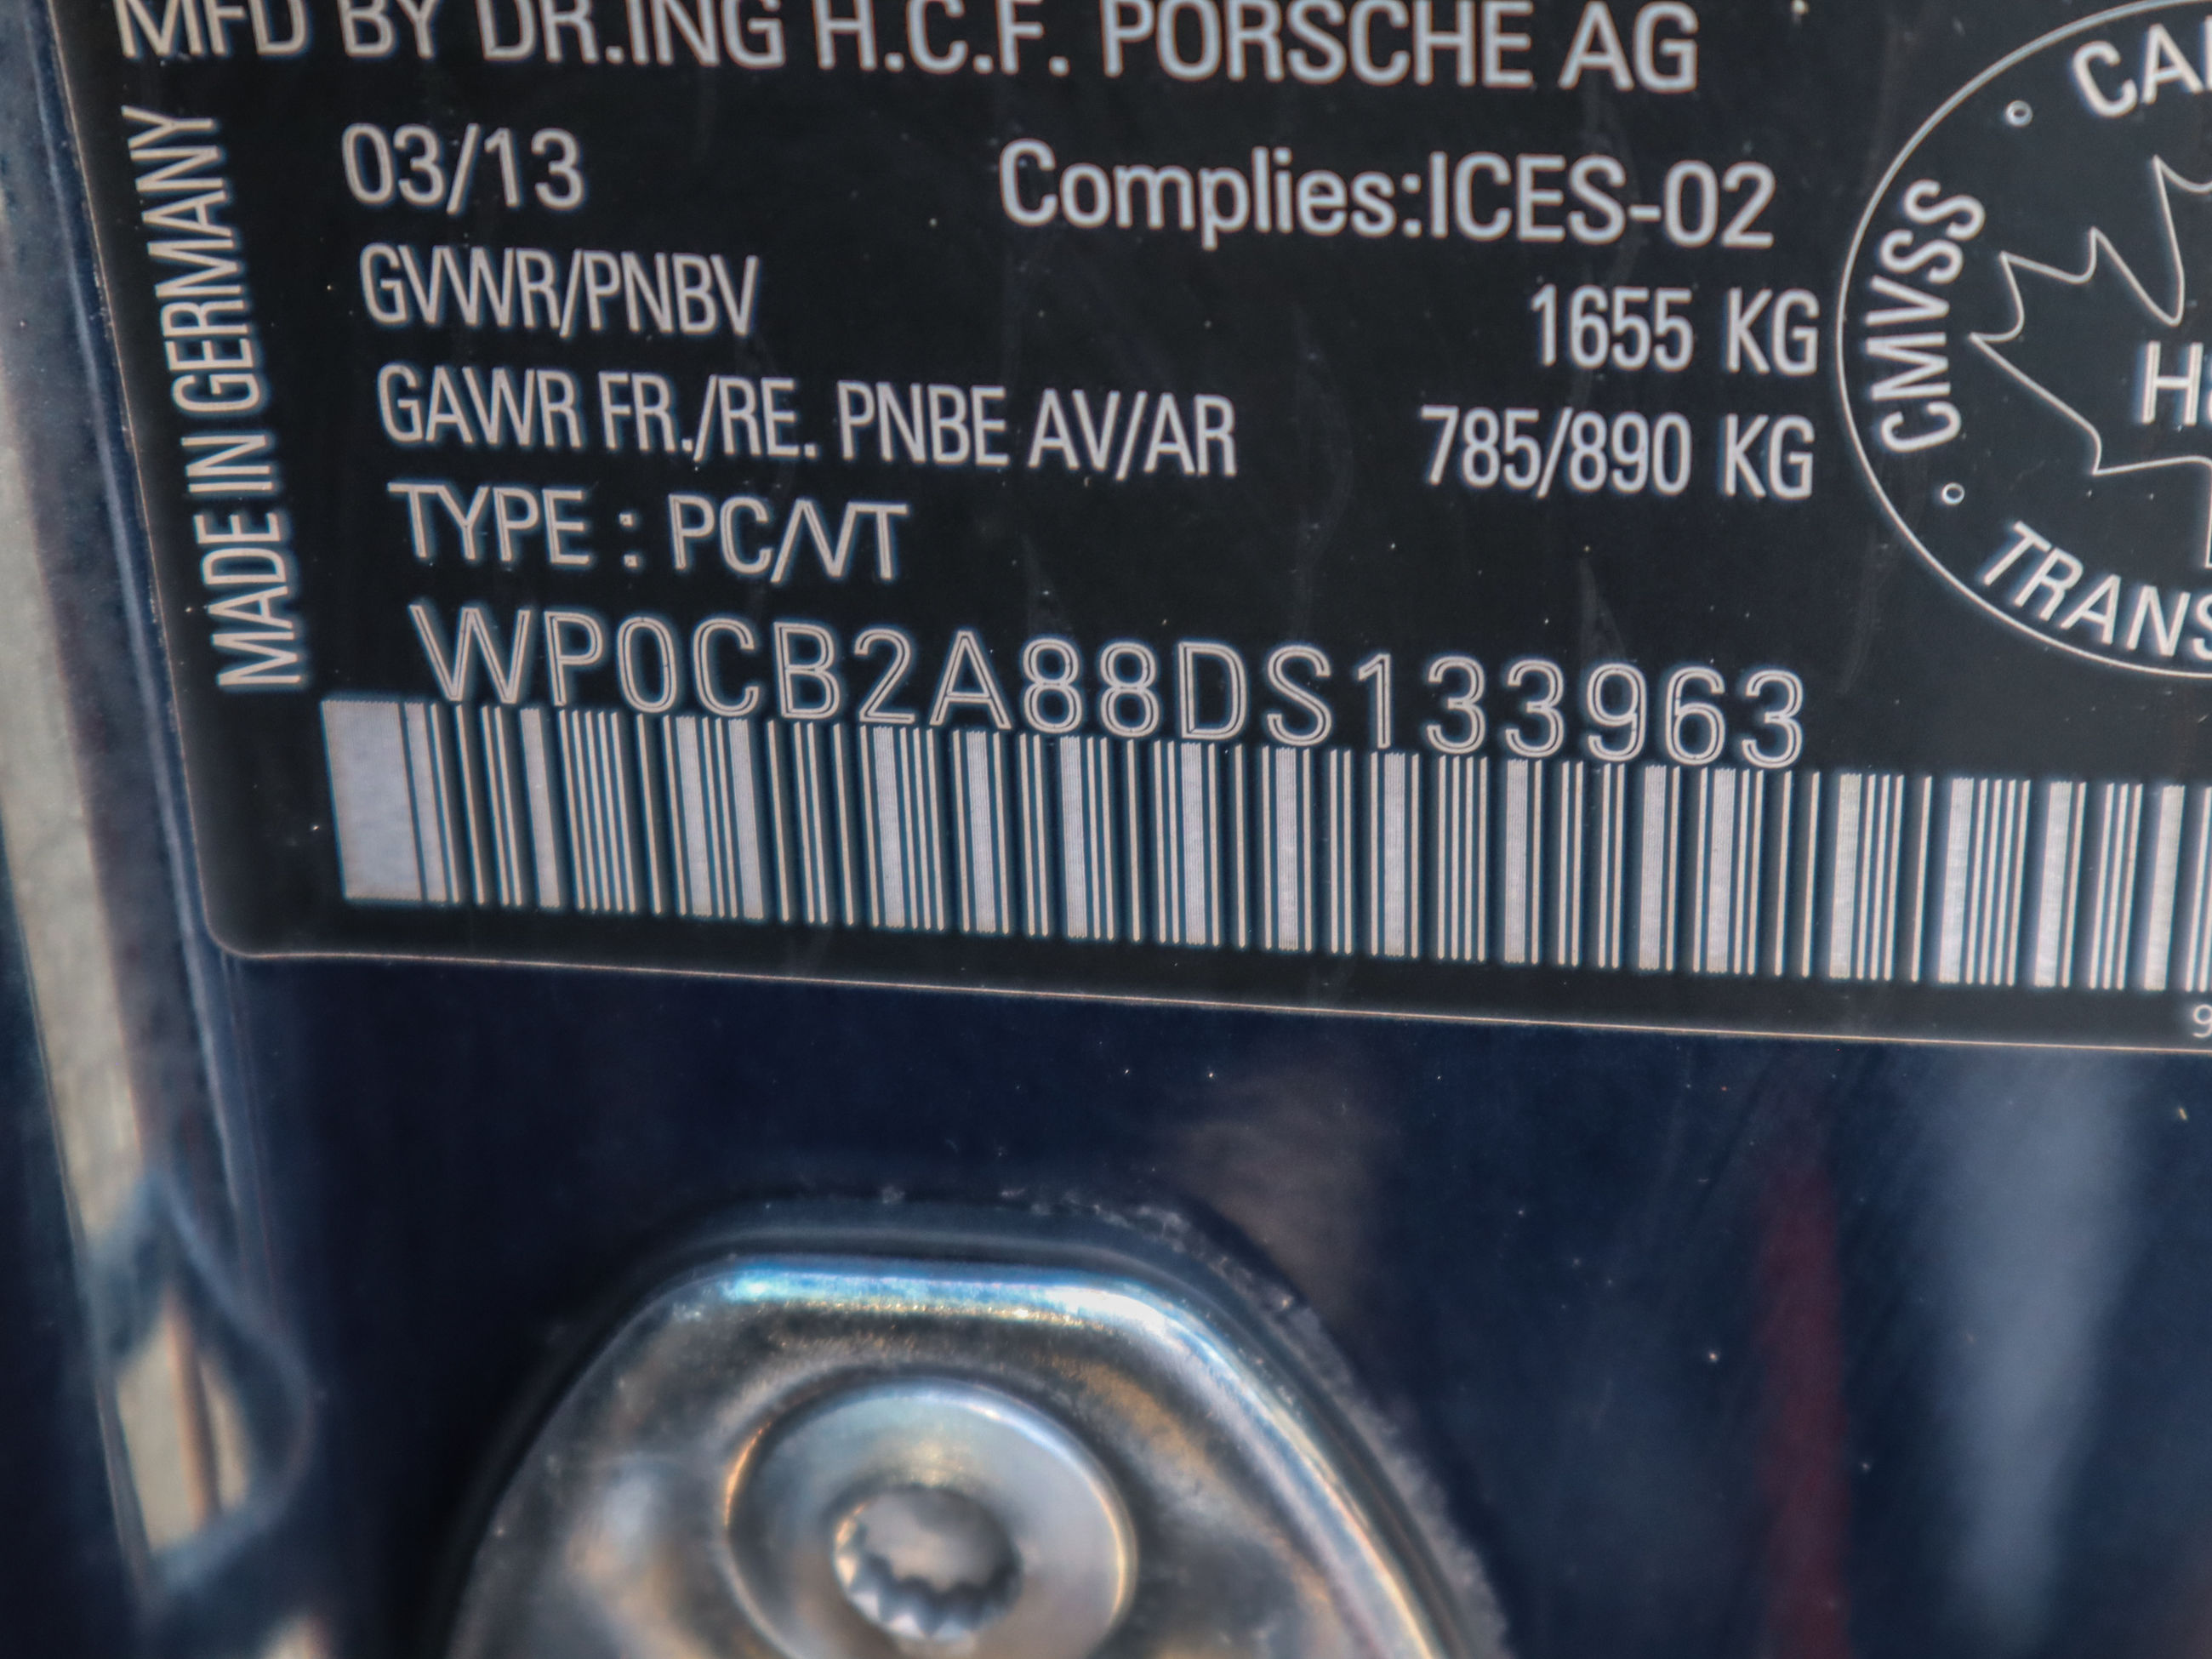 MFD BY DR.ING H.C.F. PORSCHE AG
MADE IN GERMANY
03/13
Complies:ICES-02
GVWR/PNBV 1655 KG
GAWR FR./RE. PNBE AV/AR 785/890 KG
TYPE : PC/VT
WP0CB2A88DS133963
CMVSS